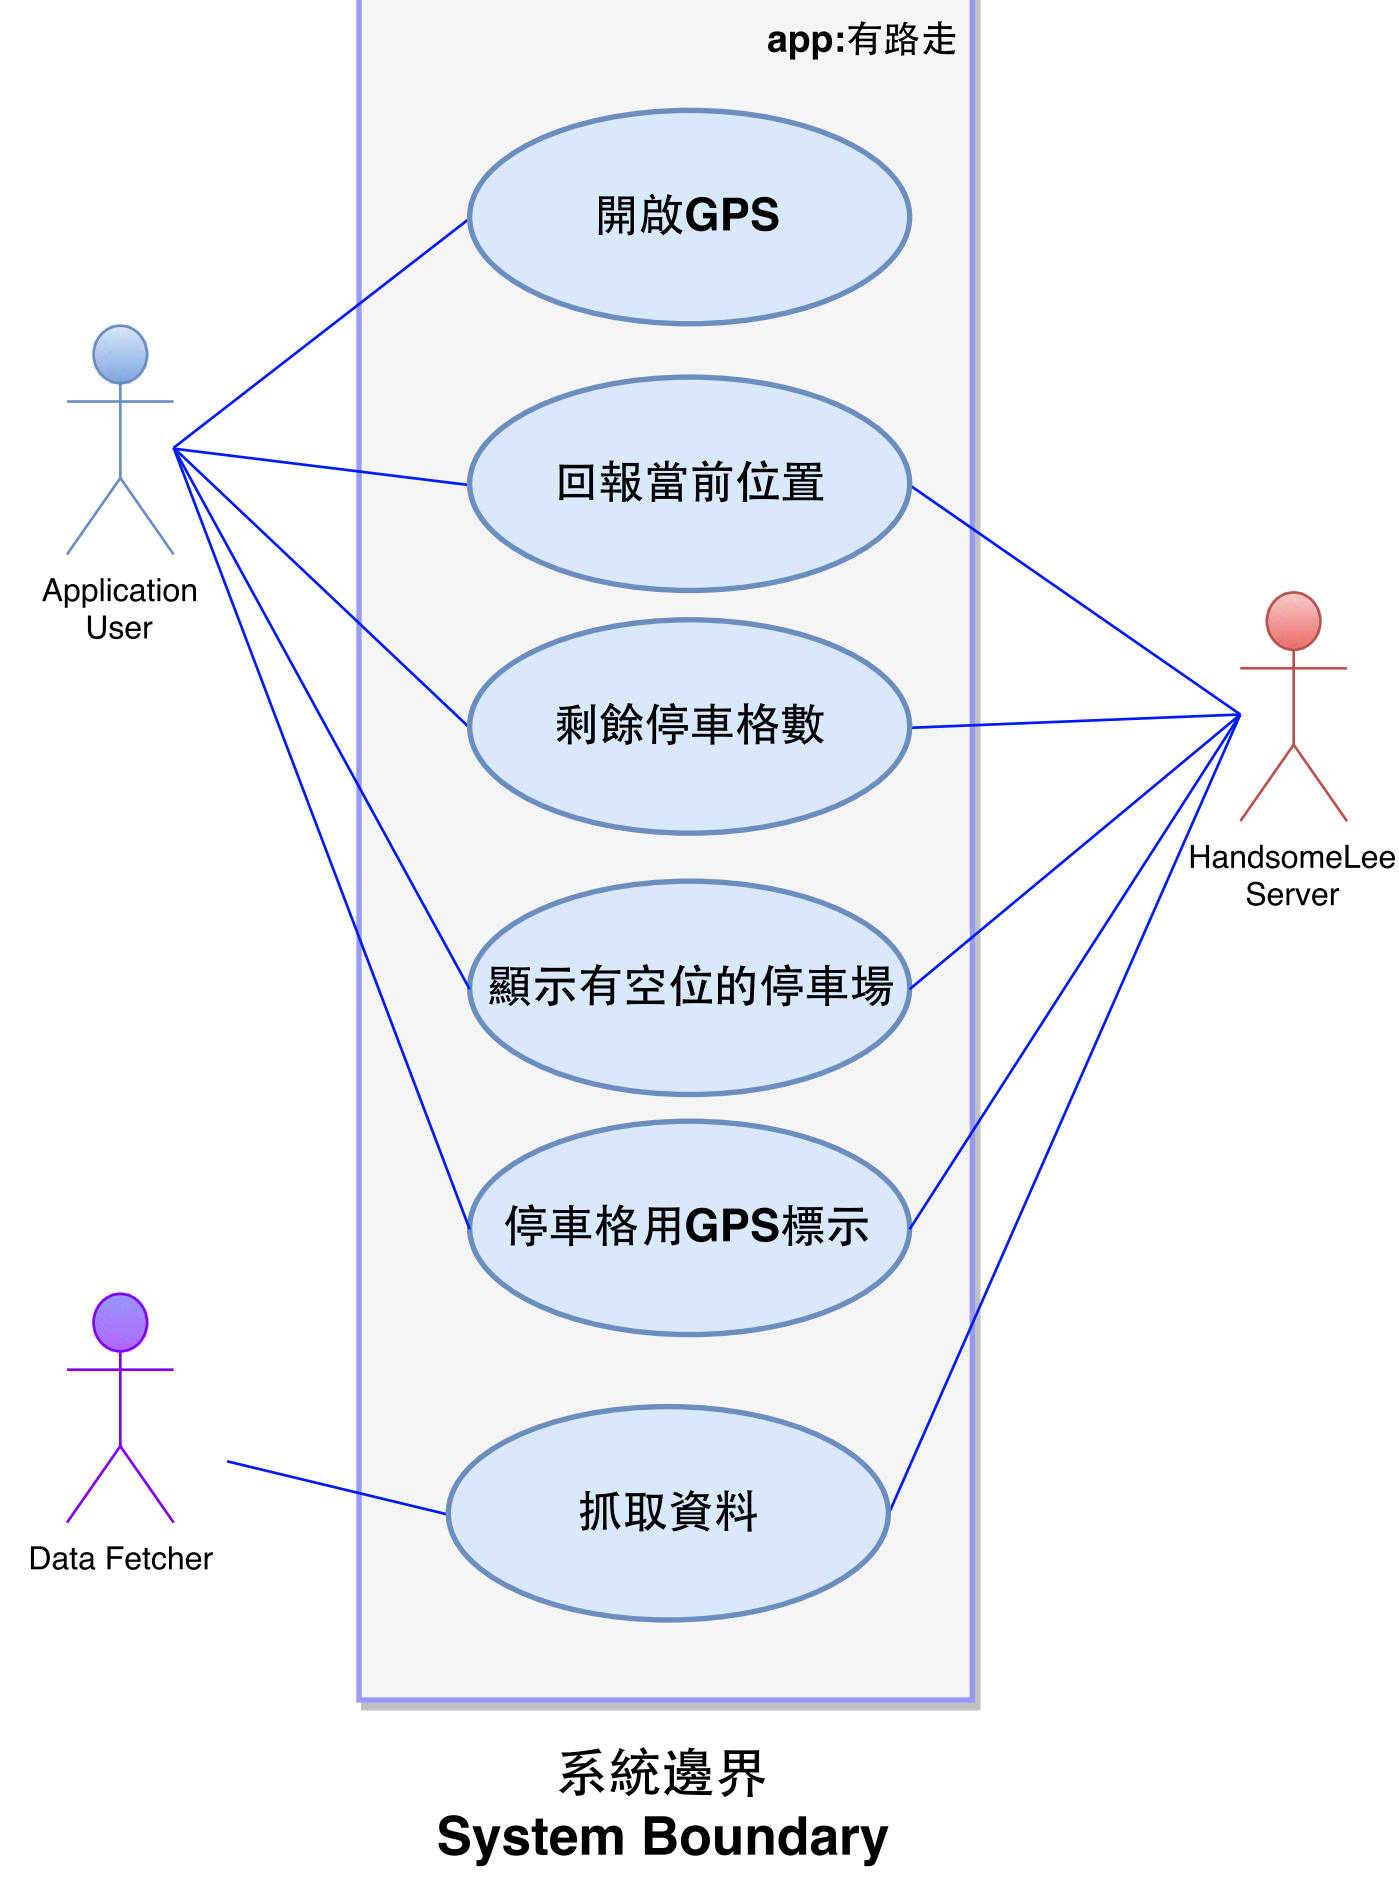 app:有路走
開啟GPS
回報當前位置
Application
User
剩餘停車格數
HandsomeLee
Server
顯示有空位的停車場
停車格用GPS標示
抓取資料
Data Fetcher
系統邊界
System Boundary